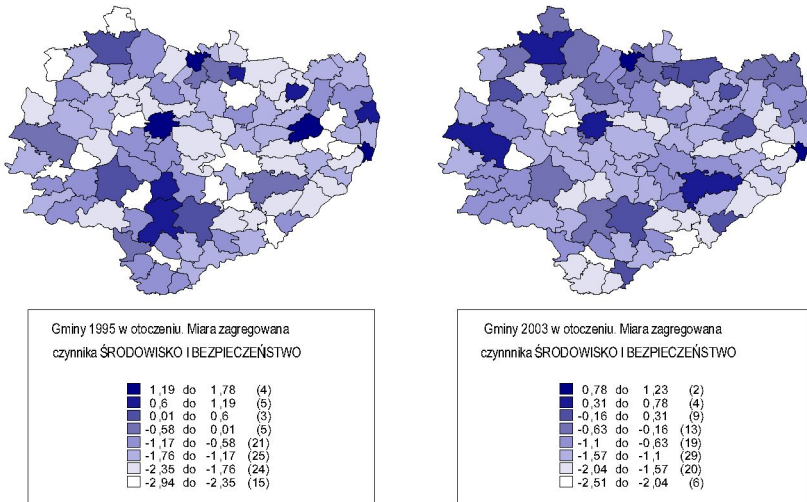 Gminy 1995 w otoczeniu. Miara zagregowana
czynnika ŚRODOWISKO I BEZPIECZEŃSTWO
1,19 do 1,78 (4)
0,6 do 1,19 (5)
0,01 do 0,6 (3)
-0,58 do 0,01 (5)
-1,17 do -0,58 (21)
-1,76 do -1,17 (25)
-2,35 do -1,76 (24)
-2,94 do -2,35 (15)
Gminy 2003 w otoczeniu. Miara zagregowana
czynnnika ŚRODOWISKO I BEZPIECZEŃSTWO
0,78 do 1,23 (2)
0,31 do 0,78 (4)
-0,16 do 0,31 (9)
-0,63 do -0,16 (13)
-1,1 do -0,63 (19)
-1,57 do -1,1 (29)
-2,04 do -1,57 (20)
-2,51 do -2,04 (6)